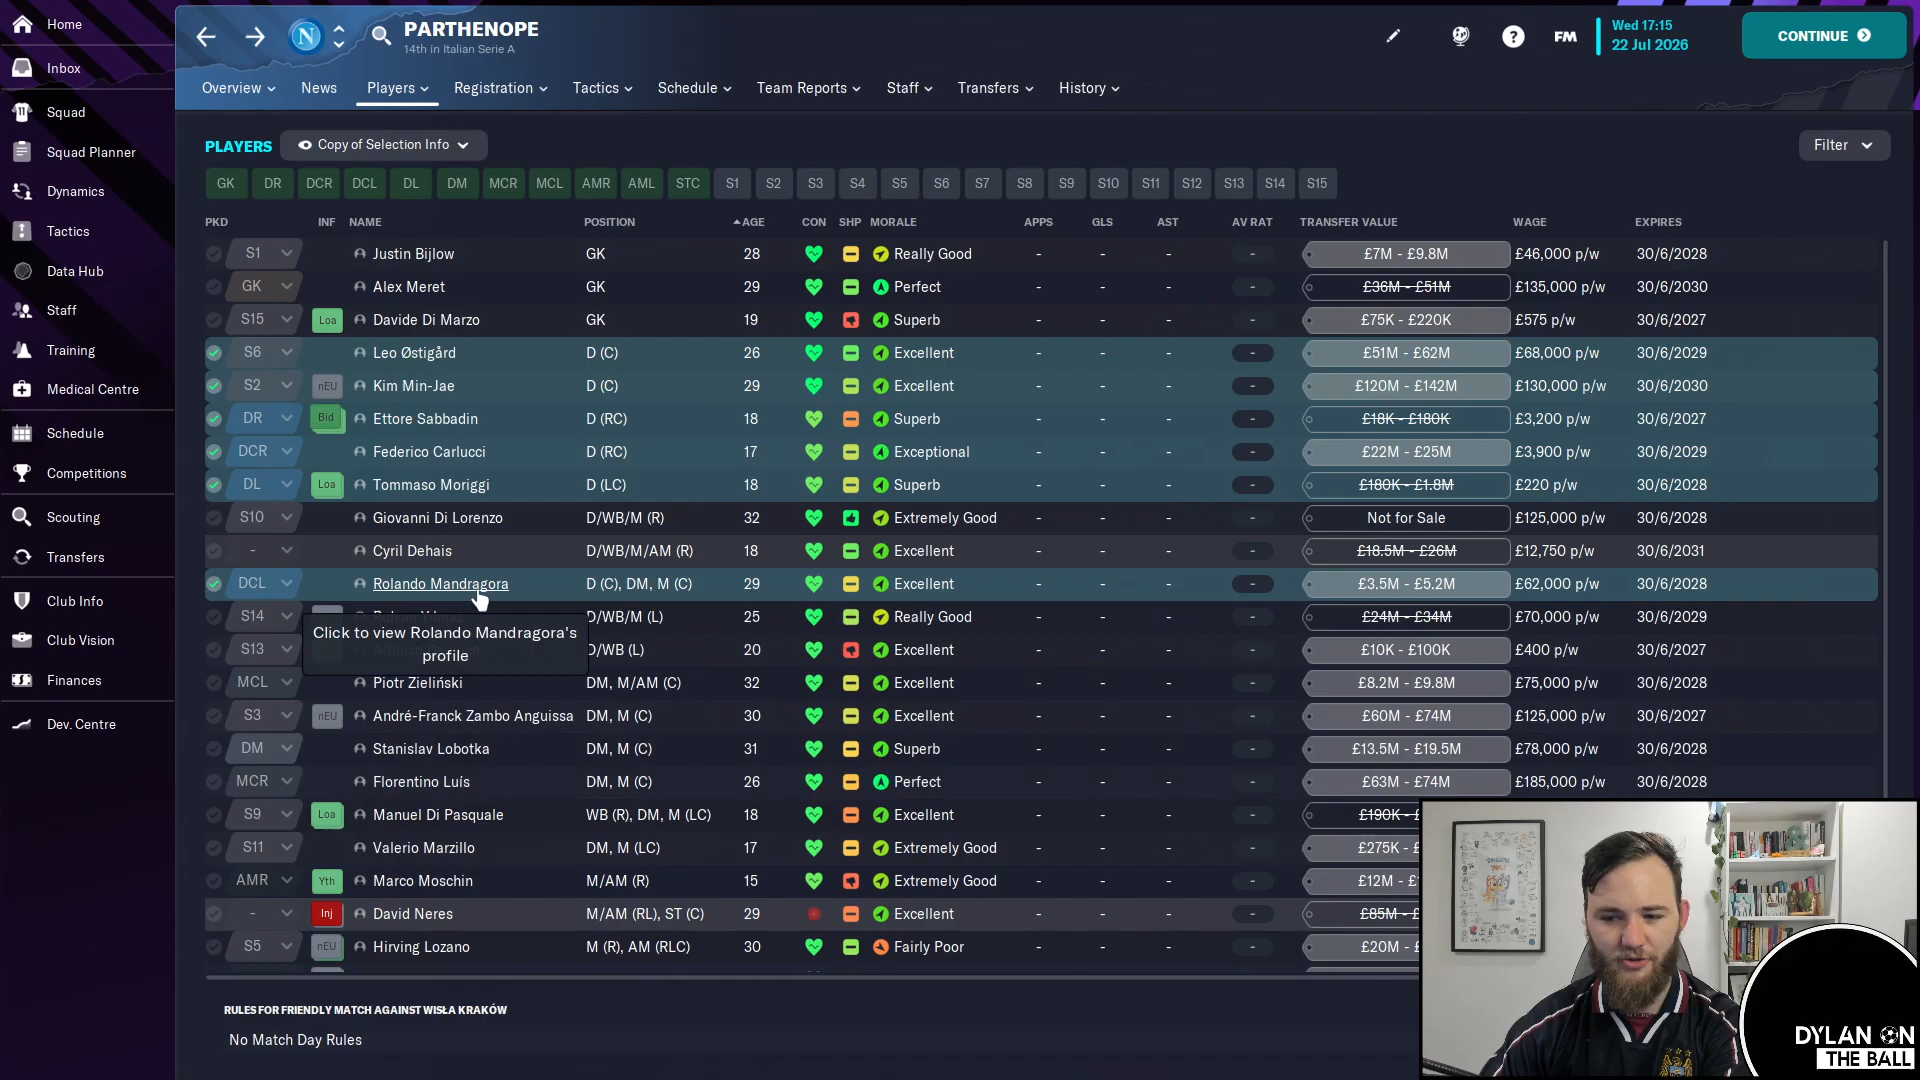 Home
Inbox
Squad
Squad Planner
Dynamics
Tactics
Data Hub
Staff
Training
Medical Centre
Schedule
Competitions
Scouting
Transfers
Club Info
Club Vision
Finances
Dev. Centre
N
PARTHENOPE
14th in Italian Serie A
? FM
Wed 17:15
22 Jul 2026
CONTINUE
Overview News Players Registration Tactics Schedule Team Reports Staff Transfers History
PLAYERS Copy of Selection Info Filter
GK DR DCR DCL DL DM MCR MCL AMR AML STC S1 S2 S3 S4 S5 S6 S7 S8 S9 S10 S11 S12 S13 S14 S15
PKD INF NAME POSITION AGE CON SHP MORALE APPS GLS AST AV RAT TRANSFER VALUE WAGE EXPIRES
S1 Justin Bijlow GK 28 Really Good - - - - £7M - £9.8M £46,000 p/w 30/6/2028
GK Alex Meret GK 29 Perfect - - - - £36M - £51M £135,000 p/w 30/6/2030
S15 Loa Davide Di Marzo GK 19 Superb - - - - £75K - £220K £575 p/w 30/6/2027
S6 Leo Østigård D (C) 26 Excellent - - - - £51M - £62M £68,000 p/w 30/6/2029
S2 nEU Kim Min-Jae D (C) 29 Excellent - - - - £120M - £142M £130,000 p/w 30/6/2030
DR Bid Ettore Sabbadin D (RC) 18 Superb - - - - £18K - £180K £3,200 p/w 30/6/2027
DCR Federico Carlucci D (RC) 17 Exceptional - - - - £22M - £25M £3,900 p/w 30/6/2029
DL Loa Tommaso Moriggi D (LC) 18 Superb - - - - £180K - £1.8M £220 p/w 30/6/2028
S10 Giovanni Di Lorenzo D/WB/M (R) 32 Extremely Good - - - - Not for Sale £125,000 p/w 30/6/2028
- Cyril Dehais D/WB/M/AM (R) 18 Excellent - - - - £18.5M - £26M £12,750 p/w 30/6/2031
DCL Rolando Mandragora D (C), DM, M (C) 29 Excellent - - - - £3.5M - £5.2M £62,000 p/w 30/6/2028
S14 D/WB/M (L) 25 Really Good - - - - £24M - £34M £70,000 p/w 30/6/2029
Click to view Rolando Mandragora's
profile
S13 D/WB (L) 20 Excellent - - - - £10K - £100K £400 p/w 30/6/2027
MCL Piotr Zieliński DM, M/AM (C) 32 Excellent - - - - £8.2M - £9.8M £75,000 p/w 30/6/2028
S3 nEU André-Franck Zambo Anguissa DM, M (C) 30 Excellent - - - - £60M - £74M £125,000 p/w 30/6/2027
DM Stanislav Lobotka DM, M (C) 31 Superb - - - - £13.5M - £19.5M £78,000 p/w 30/6/2028
MCR Florentino Luís DM, M (C) 26 Perfect - - - - £63M - £74M £185,000 p/w 30/6/2028
S9 Loa Manuel Di Pasquale WB (R), DM, M (LC) 18 Excellent - - - - £190K - £
S11 Valerio Marzillo DM, M (LC) 17 Extremely Good - - - - £275K - £
AMR Yth Marco Moschin M/AM (R) 15 Extremely Good - - - - £12M - £
- Inj David Neres M/AM (RL), ST (C) 29 Excellent - - - - £85M - £
S5 nEU Hirving Lozano M (R), AM (RLC) 30 Fairly Poor - - - - £20M - £
RULES FOR FRIENDLY MATCH AGAINST WISŁA KRAKÓW
No Match Day Rules
DYLAN ON
THE BALL